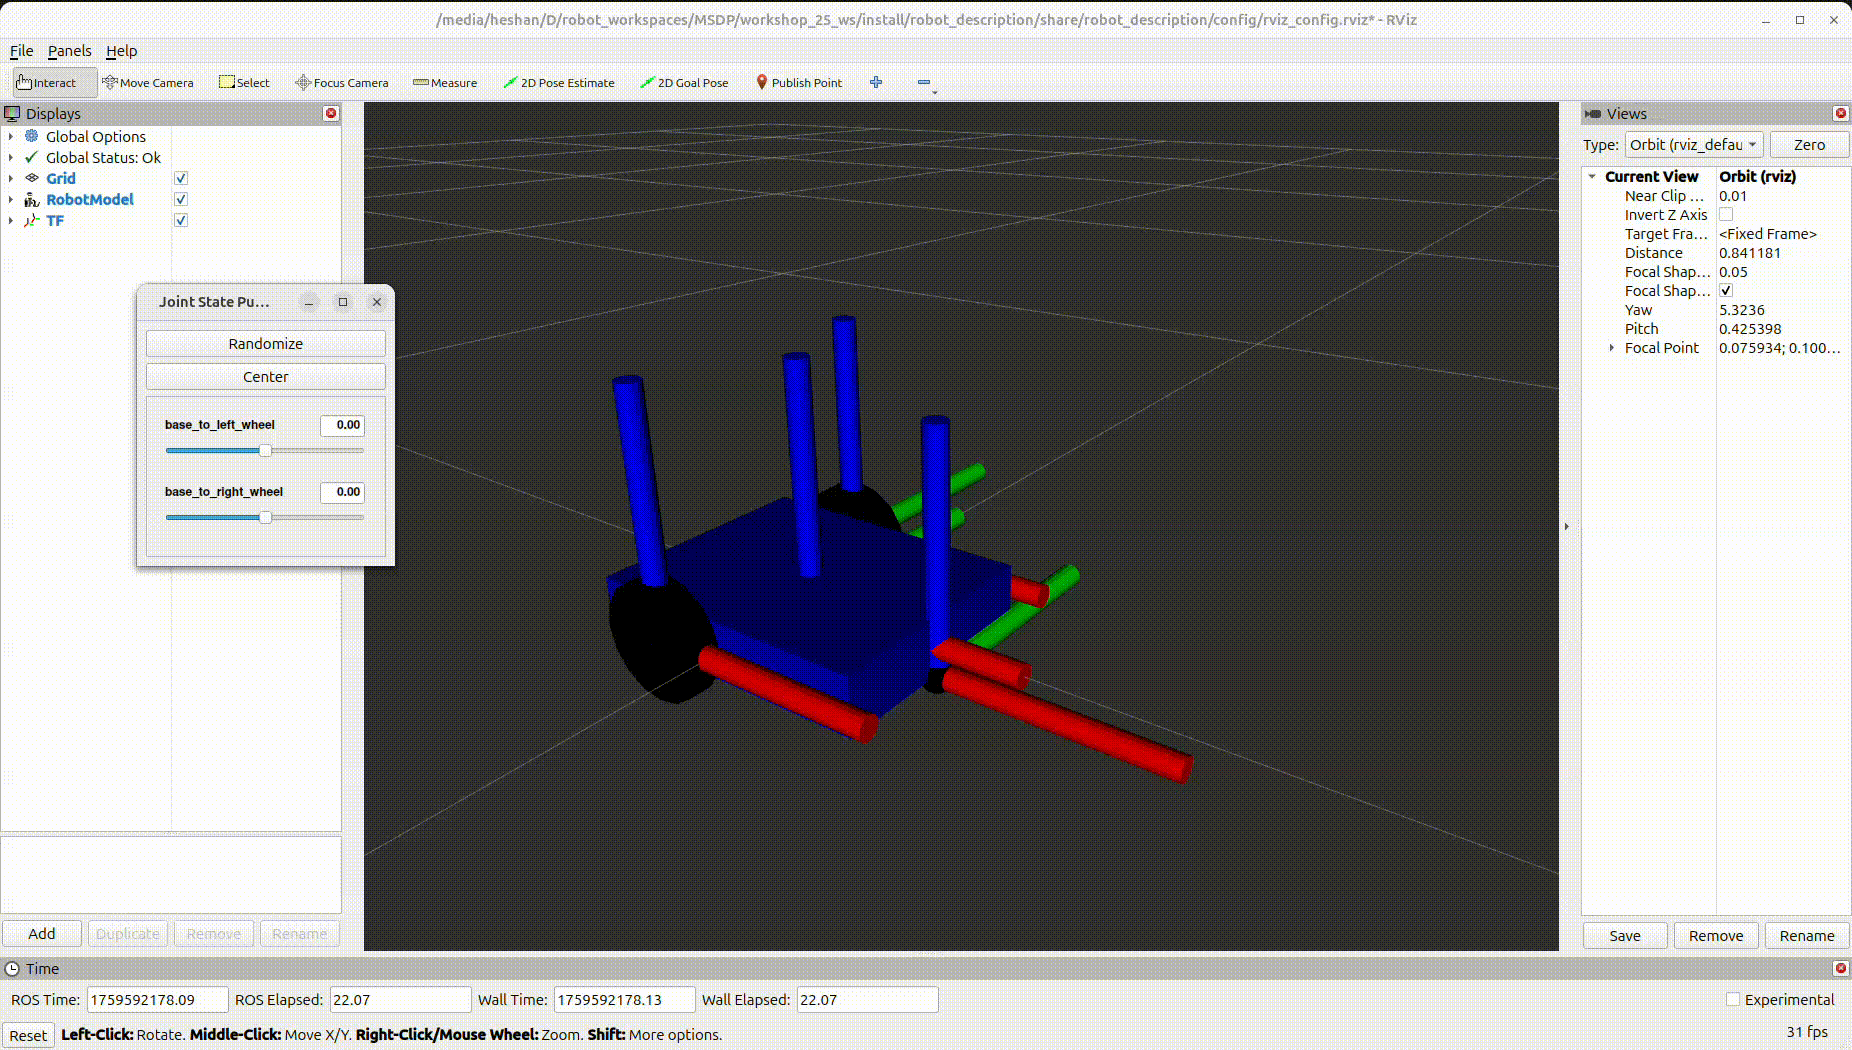 /media/heshan/D/robot_workspaces/MSDP/workshop_25_ws/install/robot_description/share/robot_description/config/rviz_config.rviz* - RViz
File Panels Help
Interact Move Camera Select Focus Camera Measure 2D Pose Estimate 2D Goal Pose Publish Point
Displays
Global Options
Global Status: Ok
Grid
RobotModel
TF
Joint State Pu...
Randomize
Center
base_to_left_wheel 0.00
base_to_right_wheel 0.00
Add Duplicate Remove Rename
Views
Type: Orbit (rviz_defau Zero
Current View Orbit (rviz)
Near Clip ... 0.01
Invert Z Axis
Target Fra... <Fixed Frame>
Distance 0.841181
Focal Shap... 0.05
Focal Shap...
Yaw 5.3236
Pitch 0.425398
Focal Point 0.075934; 0.100...
Save Remove Rename
Time
ROS Time: 1759592178.09 ROS Elapsed: 22.07 Wall Time: 1759592178.13 Wall Elapsed: 22.07 Experimental
Reset Left-Click: Rotate. Middle-Click: Move X/Y. Right-Click/Mouse Wheel: Zoom. Shift: More options. 31 fps